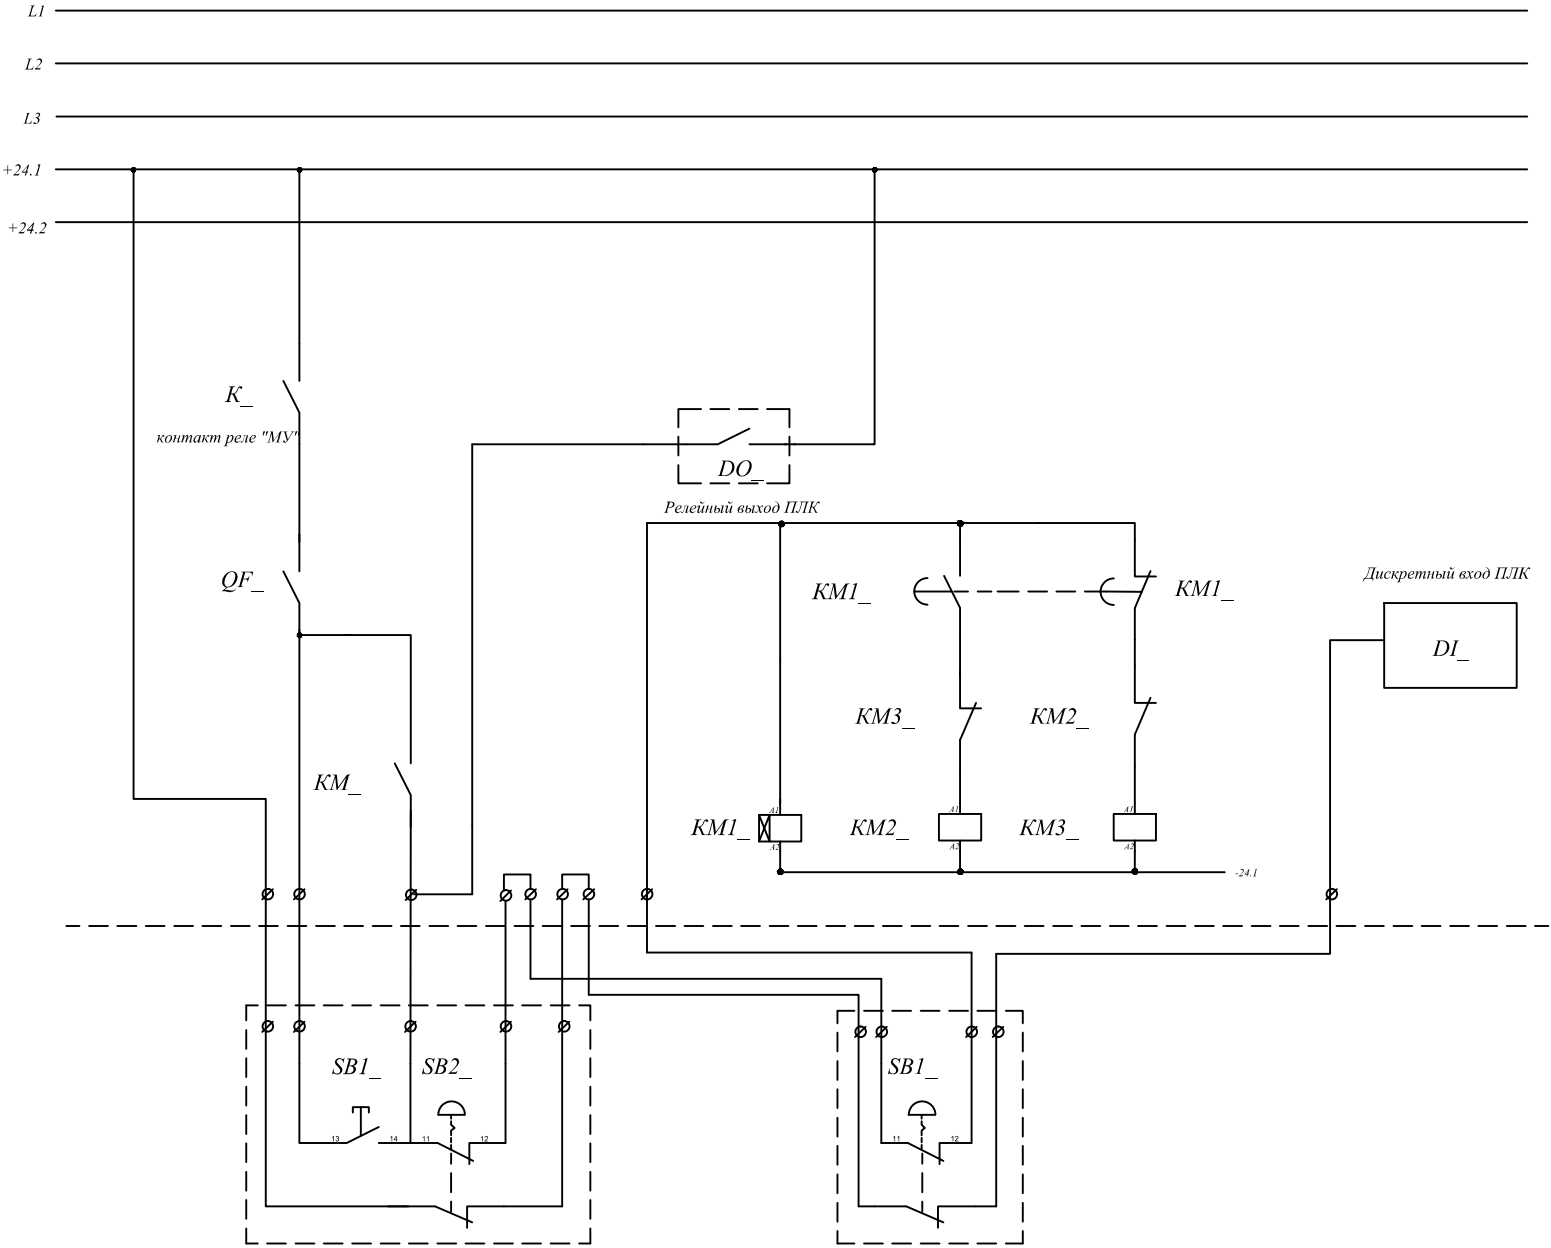 L1
L2
L3
+24.1
+24.2
K_
контакт реле "МУ"
DO_
Релейный выход ПЛК
QF_
KM1_
KM1_
Дискретный вход ПЛК
DI_
KM3_
KM2_
KM_
A1
A1
A1
KM1_
KM2_
KM3_
A2
A2
A2
-24.1
SB1_
SB2_
SB1_
13
14
11
12
11
12